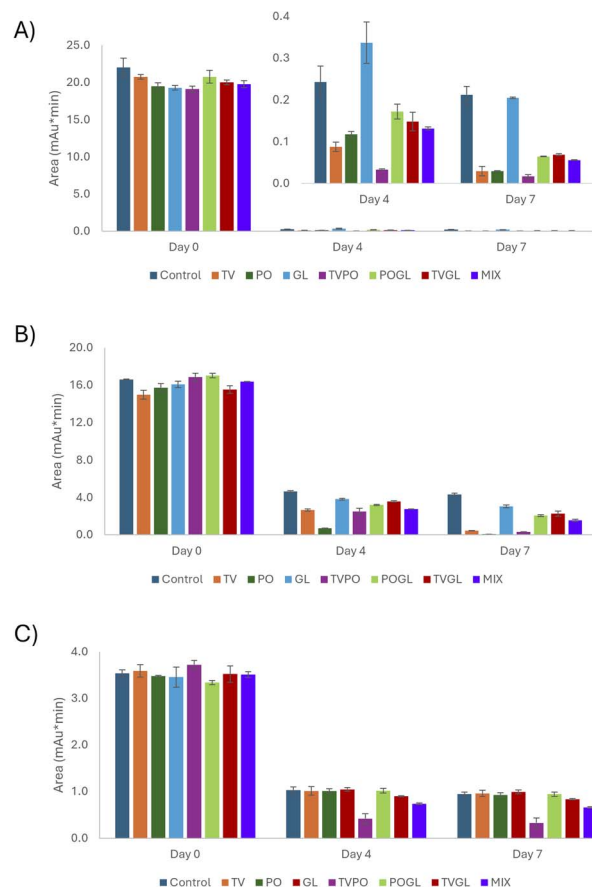 A)
25.0
20.0
15.0
10.0
5.0
0.0
Area (mAu*min)
0.4
0.3
0.2
0.1
0.0
Day 4 Day 7
Day 0 Day 4 Day 7
Control TV PO GL TVPO POGL TVGL MIX
B)
20.0
16.0
12.0
8.0
4.0
0.0
Area (mAu*min)
Day 0 Day 4 Day 7
Control TV PO GL TVPO POGL TVGL MIX
C)
4.0
3.0
2.0
1.0
0.0
Area (mAu*min)
Day 0 Day 4 Day 7
Control TV PO GL TVPO POGL TVGL MIX